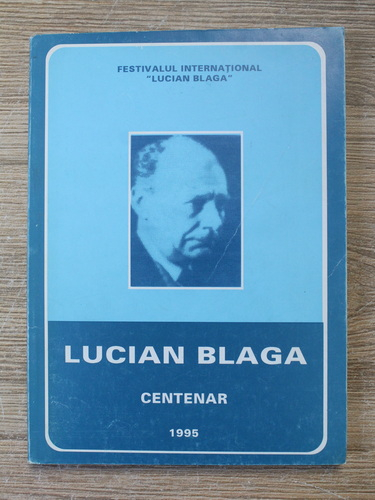 FESTIVALUL INTERNAȚIONAL
"LUCIAN BLAGA"
LUCIAN BLAGA
CENTENAR
1995